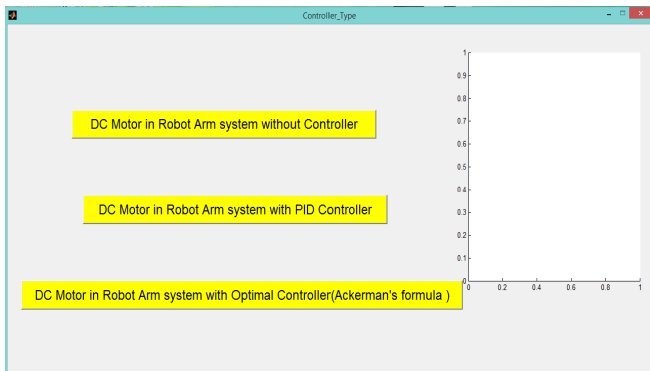 Controller_Type
DC Motor in Robot Arm system without Controller
DC Motor in Robot Arm system with PID Controller
DC Motor in Robot Arm system with Optimal Controller(Ackerman's formula )
1
0.9
0.8
0.7
0.6
0.5
0.4
0.3
0.2
0.1
0
0 0.2 0.4 0.6 0.8 1